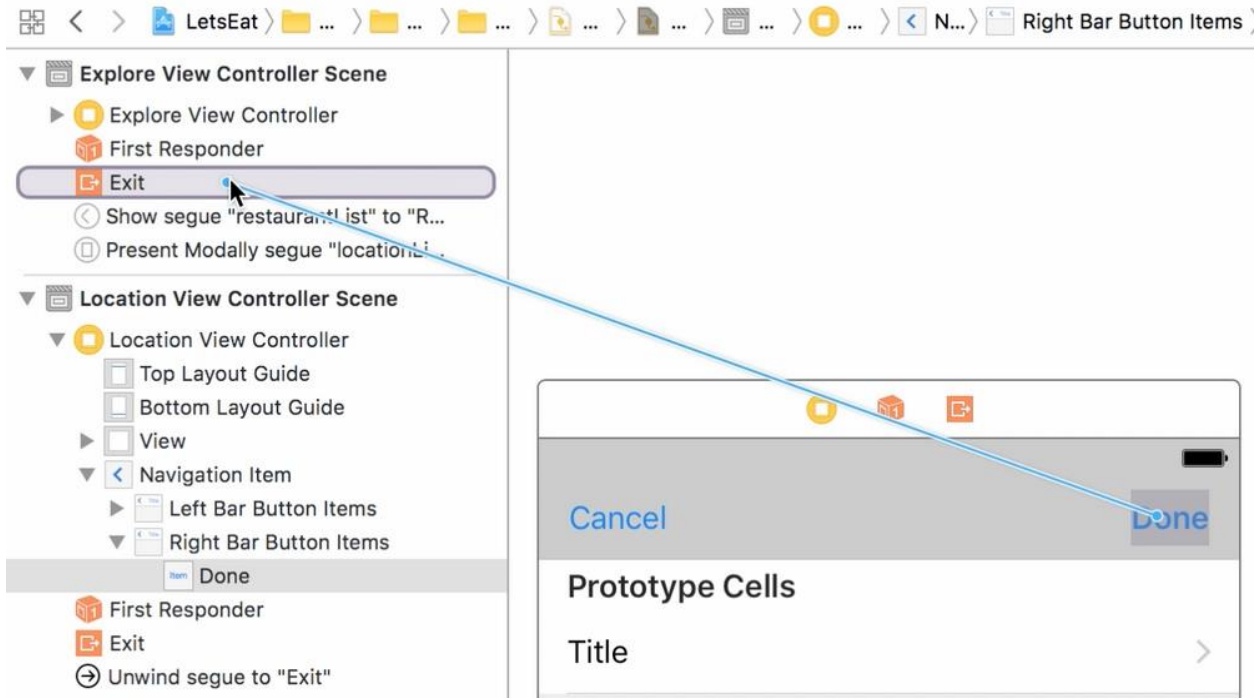 LetsEat ... ... ... ... ... ... ... N... Right Bar Button Items
Explore View Controller Scene
Explore View Controller
First Responder
Exit
Show segue "restaurantList" to "R...
Present Modally segue "locationLi...
Location View Controller Scene
Location View Controller
Top Layout Guide
Bottom Layout Guide
View
Navigation Item
Left Bar Button Items
Right Bar Button Items
Item Done
First Responder
Exit
Unwind segue to "Exit"
Cancel Done
Prototype Cells
Title